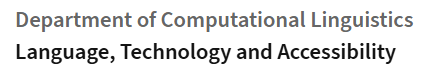 Department of Computational Linguistics
Language, Technology and Accessibility